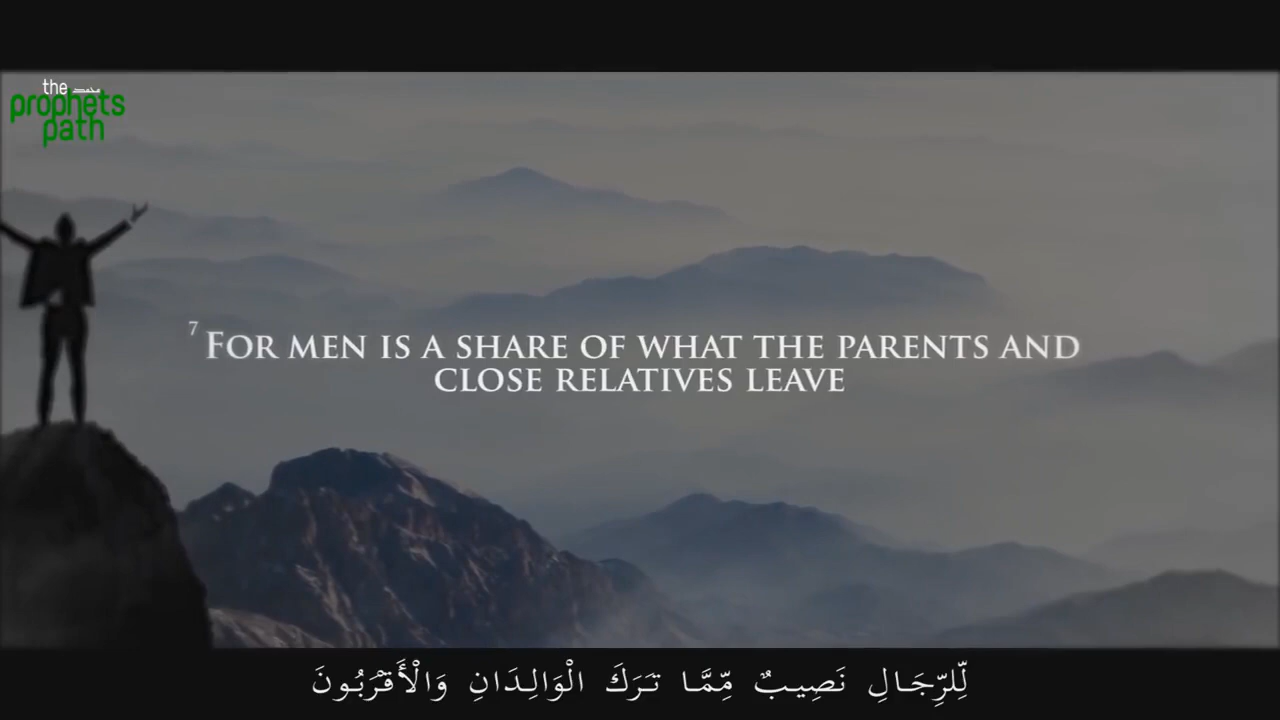 the محمد
prophets
path
7 FOR MEN IS A SHARE OF WHAT THE PARENTS AND
CLOSE RELATIVES LEAVE
لِّلرِّجَالِ نَصِيبٌ مِّمَّا تَرَكَ الْوَالِدَانِ وَالْأَقْرَبُونَ